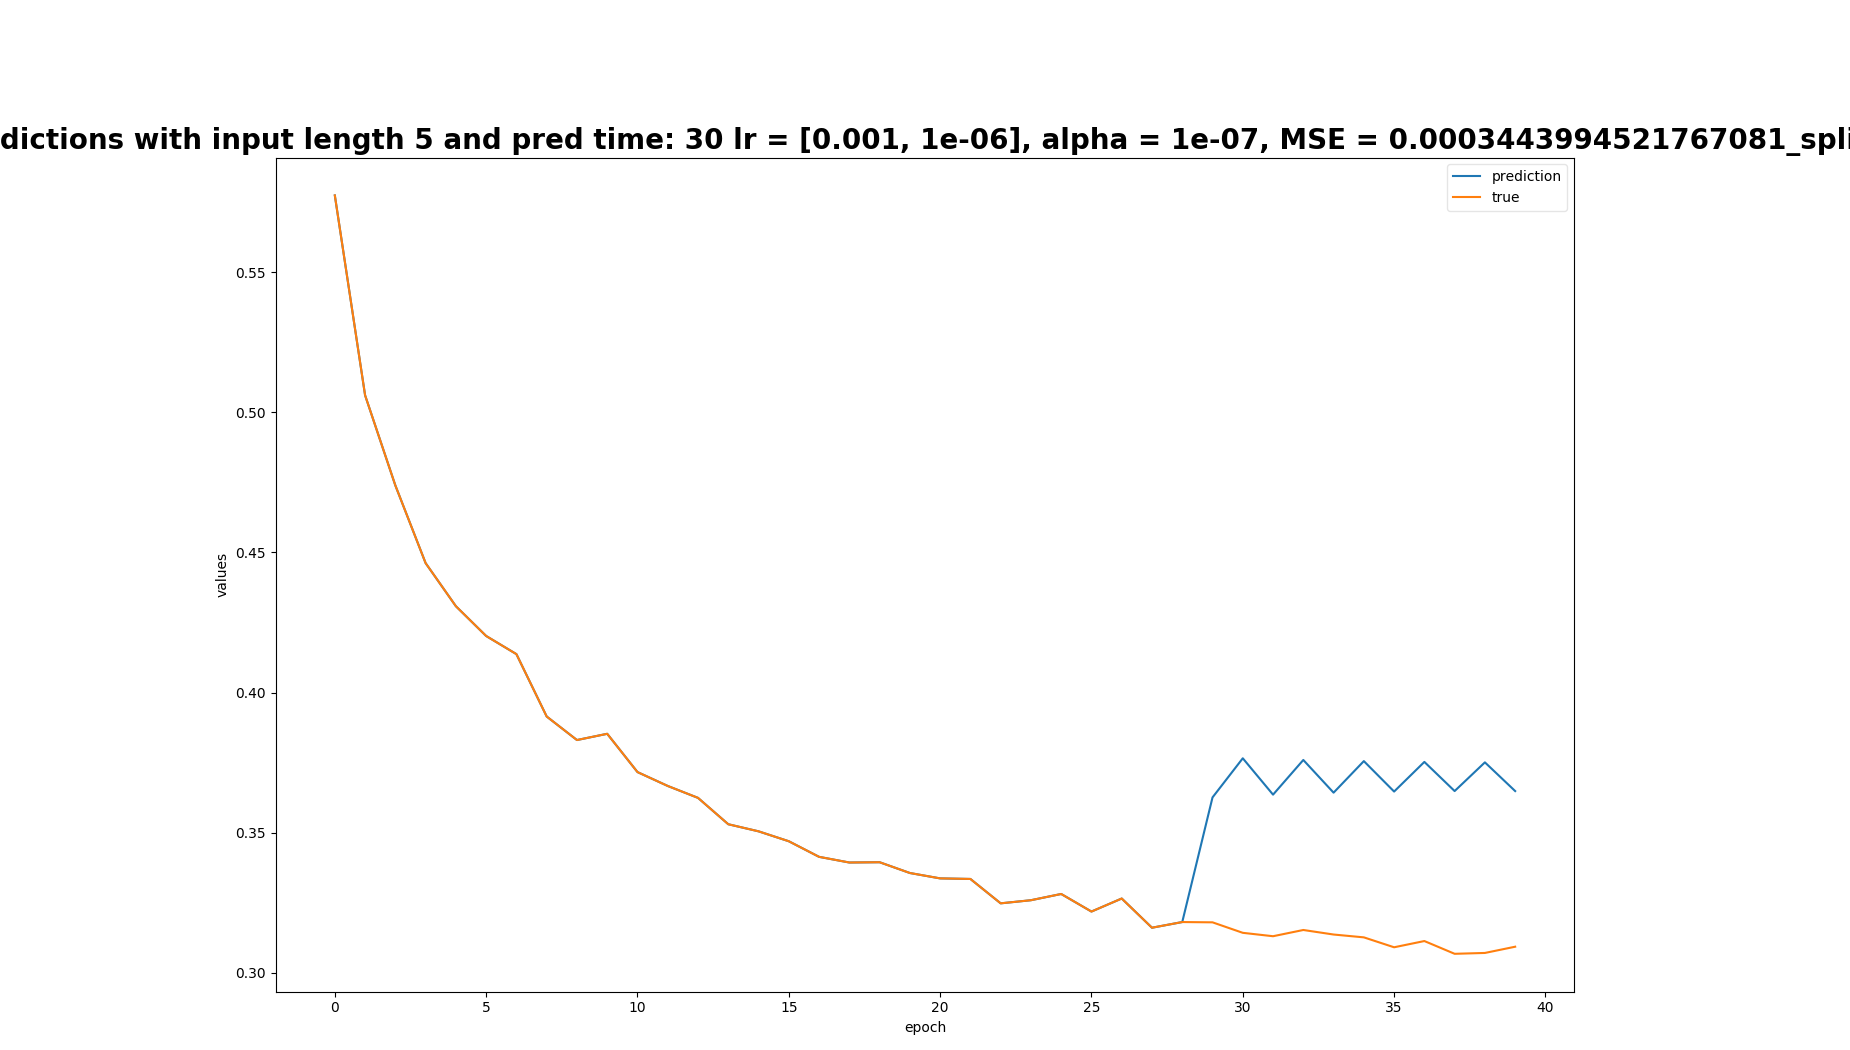 dictions with input length 5 and pred time: 30 lr = [0.001, 1e-06], alpha = 1e-07, MSE = 0.0003443994521767081_spli
prediction
true
values
0.55
0.50
0.45
0.40
0.35
0.30
0 5 10 15 20 25 30 35 40
epoch